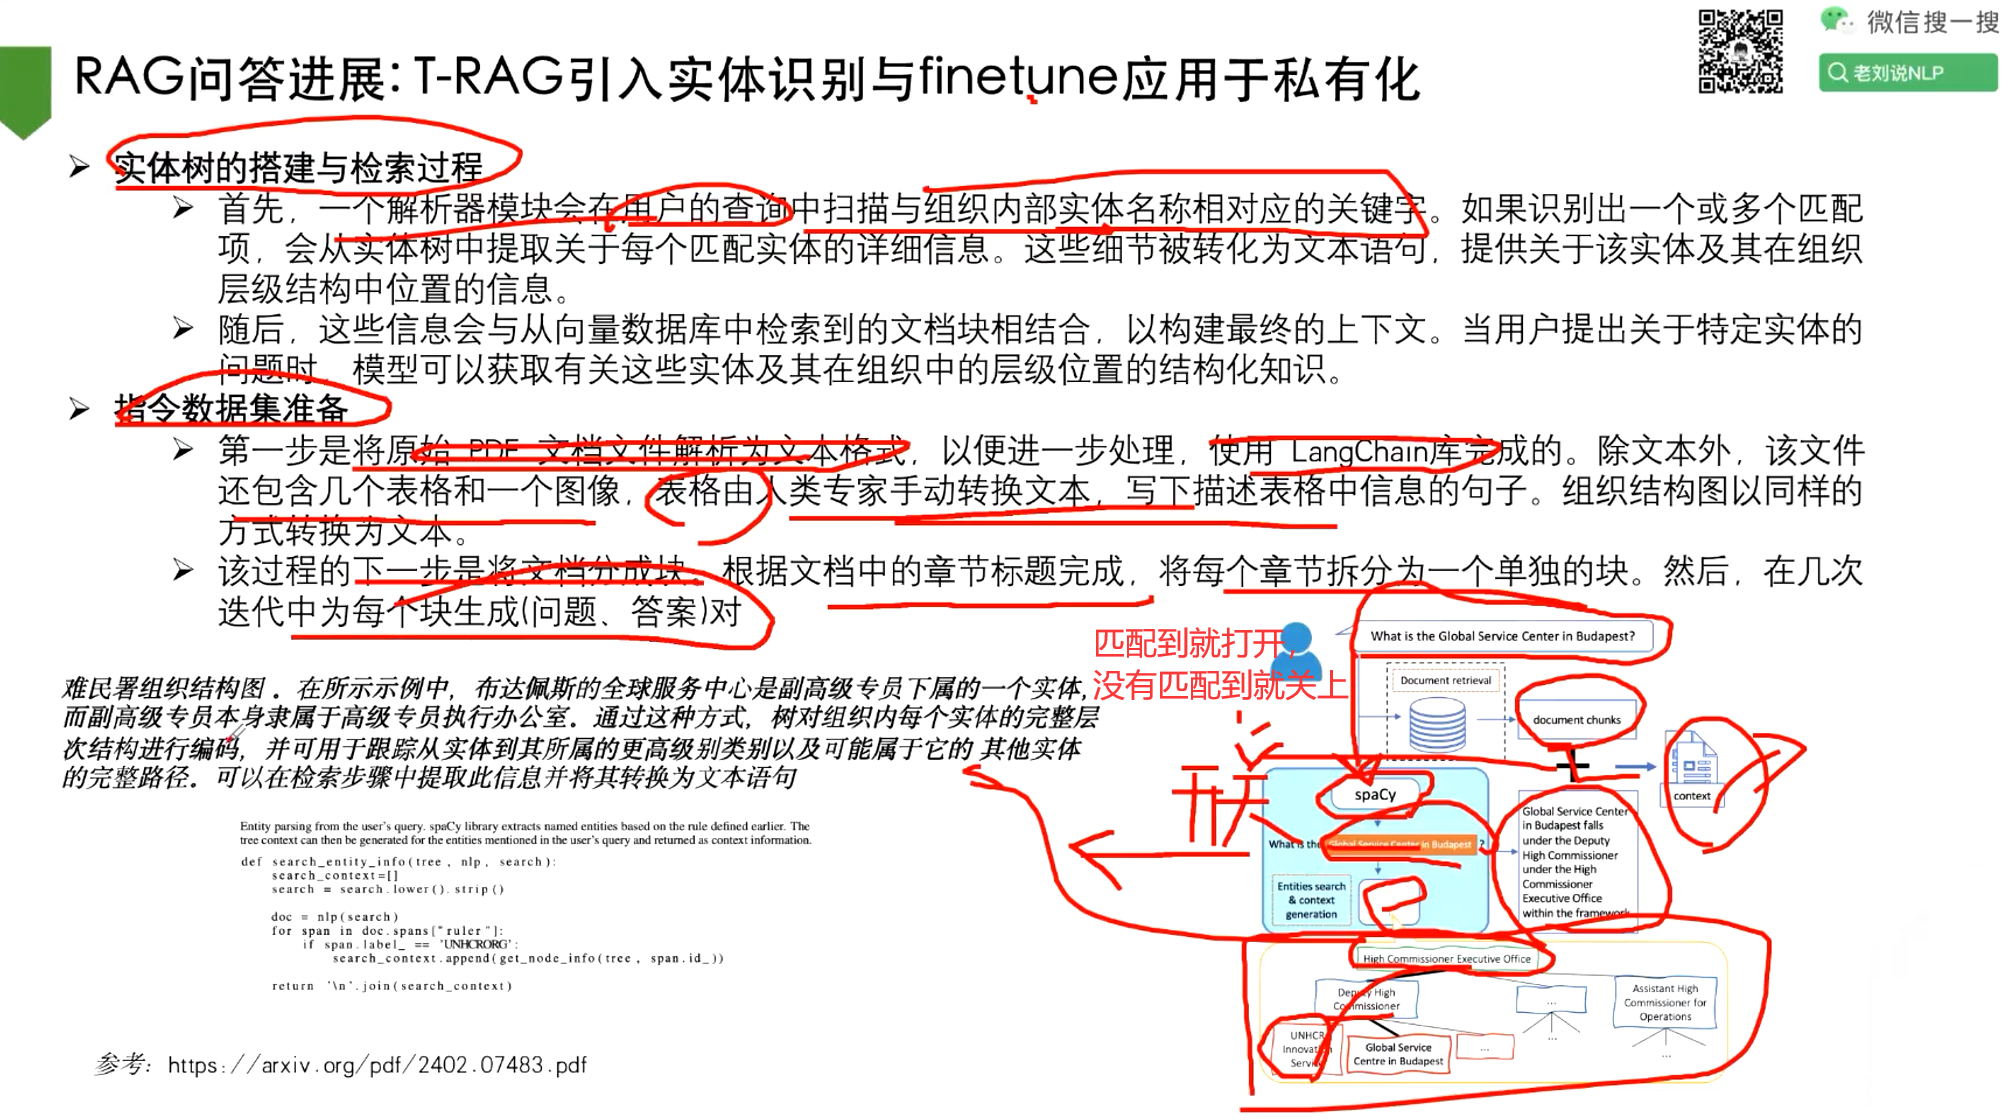 微信搜一搜
老刘说NLP
RAG问答进展：T-RAG引入实体识别与finetune应用于私有化
实体树的搭建与检索过程
首先，一个解析器模块会在用户的查询中扫描与组织内部实体名称相对应的关键字。如果识别出一个或多个匹配
项，会从实体树中提取关于每个匹配实体的详细信息。这些细节被转化为文本语句，提供关于该实体及其在组织
层级结构中位置的信息。
随后，这些信息会与从向量数据库中检索到的文档块相结合，以构建最终的上下文。当用户提出关于特定实体的
问题时，模型可以获取有关这些实体及其在组织中的层级位置的结构化知识。
指令数据集准备
第一步是将原始 PDF 文档文件解析为文本格式，以便进一步处理，使用 LangChain库完成的。除文本外，该文件
还包含几个表格和一个图像，表格由人类专家手动转换文本，写下描述表格中信息的句子。组织结构图以同样的
方式转换为文本。
该过程的下一步是将文档分成块。根据文档中的章节标题完成，将每个章节拆分为一个单独的块。然后，在几次
迭代中为每个块生成(问题、答案)对
匹配到就打开，
没有匹配到就关上
难民署组织结构图 。在所示示例中，布达佩斯的全球服务中心是副高级专员下属的一个实体，
而副高级专员本身隶属于高级专员执行办公室．通过这种方式，树对组织内每个实体的完整层
次结构进行编码，并可用于跟踪从实体到其所属的更高级别类别以及可能属于它的 其他实体
的完整路径．可以在检索步骤中提取此信息并将其转换为文本语句
Entity parsing from the user's query. spaCy library extracts named entities based on the rule defined earlier. The
tree context can then be generated for the entities mentioned in the user's query and returned as context information.
def search_entity_info(tree, nlp, search):
search_context=[]
search = search.lower().strip()
doc = nlp(search)
for span in doc.spans["ruler"]:
if span.label_ == 'UNHCRORG':
search_context.append(get_node_info(tree, span.id_))
return '\n'.join(search_context)
参考：https://arxiv.org/pdf/2402.07483.pdf
What is the Global Service Center in Budapest?
Document retrieval
document chunks
context
spaCy
What is the Global Service Center in Budapest ?
Entities search
& context
generation
Global Service Center
in Budapest falls
under the Deputy
High Commissioner
under the High
Commissioner
Executive Office
within the framework
High Commissioner Executive Office
Deputy High
Commissioner
...
...
Assistant High
Commissioner for
Operations
...
UNHCR
Innovation
Service
Global Service
Centre in Budapest
...